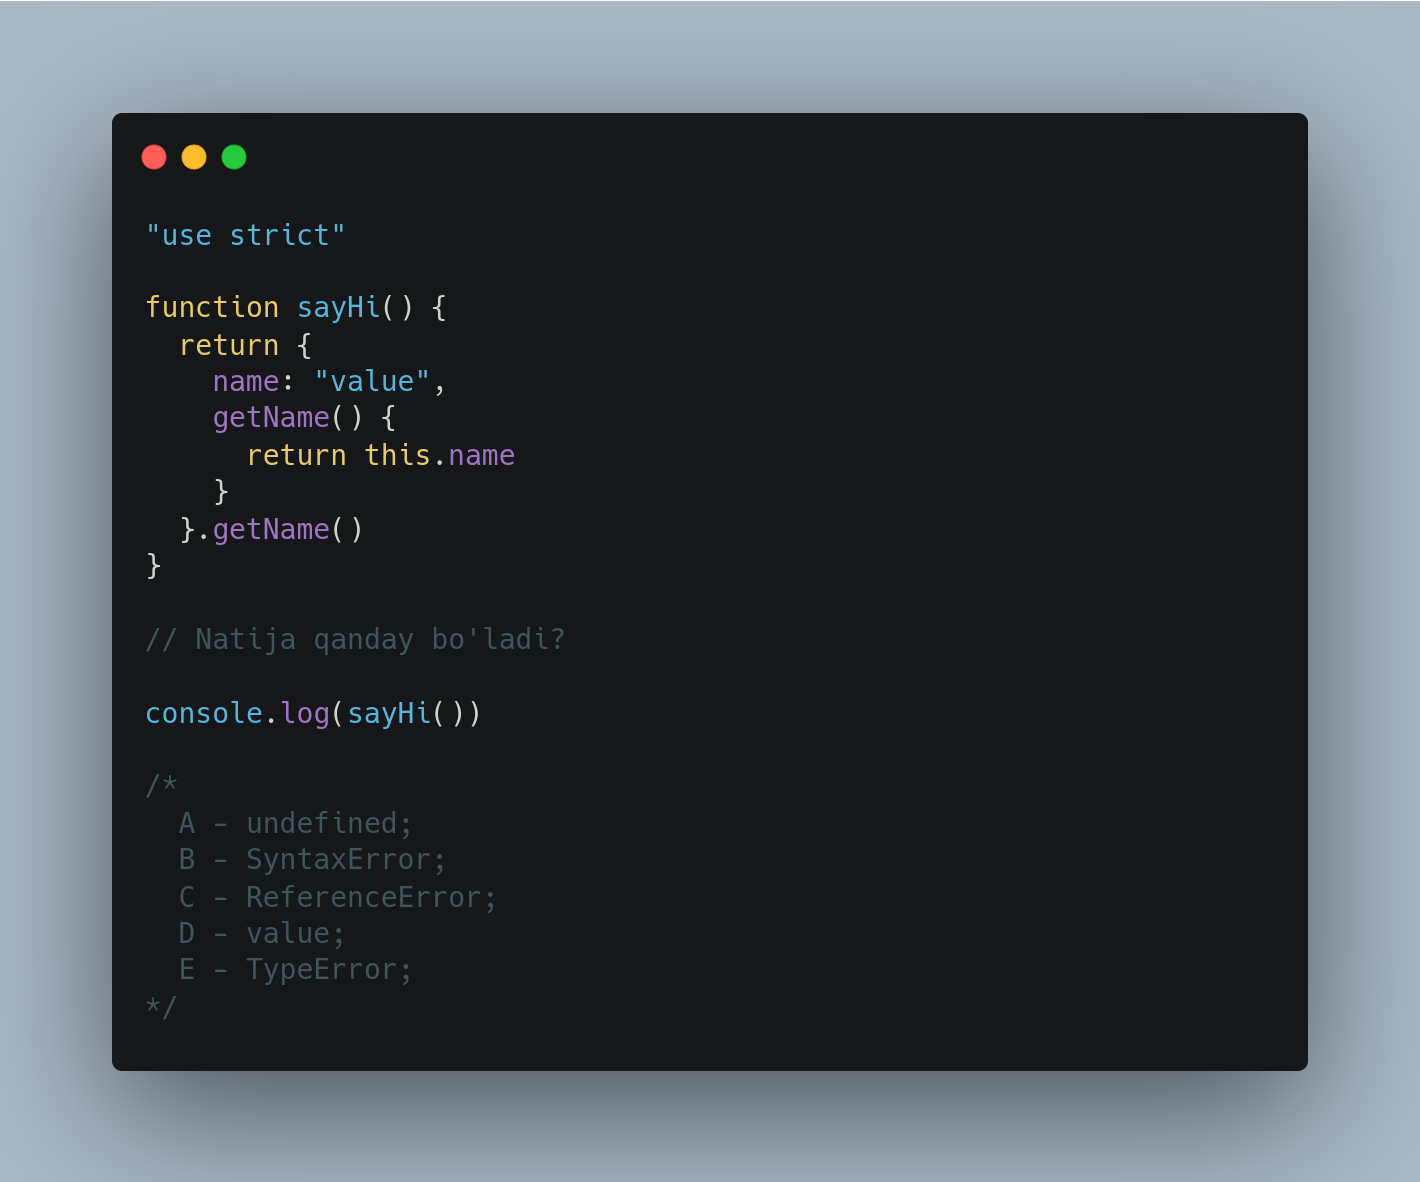 "use strict"

function sayHi() {
  return {
    name: "value",
    getName() {
      return this.name
    }
  }.getName()
}

// Natija qanday bo'ladi?

console.log(sayHi())

/*
  A - undefined;
  B - SyntaxError;
  C - ReferenceError;
  D - value;
  E - TypeError;
*/